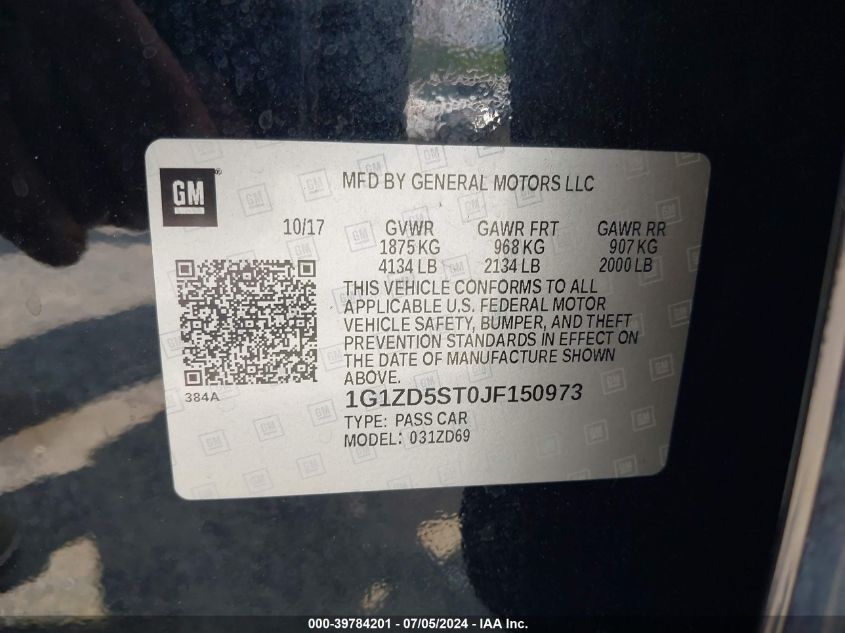 GM®
MFD BY GENERAL MOTORS LLC
10/17 GVWR GAWR FRT GAWR RR
1875 KG 968 KG 907 KG
4134 LB 2134 LB 2000 LB
THIS VEHICLE CONFORMS TO ALL
APPLICABLE U.S. FEDERAL MOTOR
VEHICLE SAFETY, BUMPER, AND THEFT
PREVENTION STANDARDS IN EFFECT ON
THE DATE OF MANUFACTURE SHOWN
ABOVE.
384A
1G1ZD5ST0JF150973
TYPE: PASS CAR
MODEL: 031ZD69
000-39784201 - 07/05/2024 - IAA Inc.